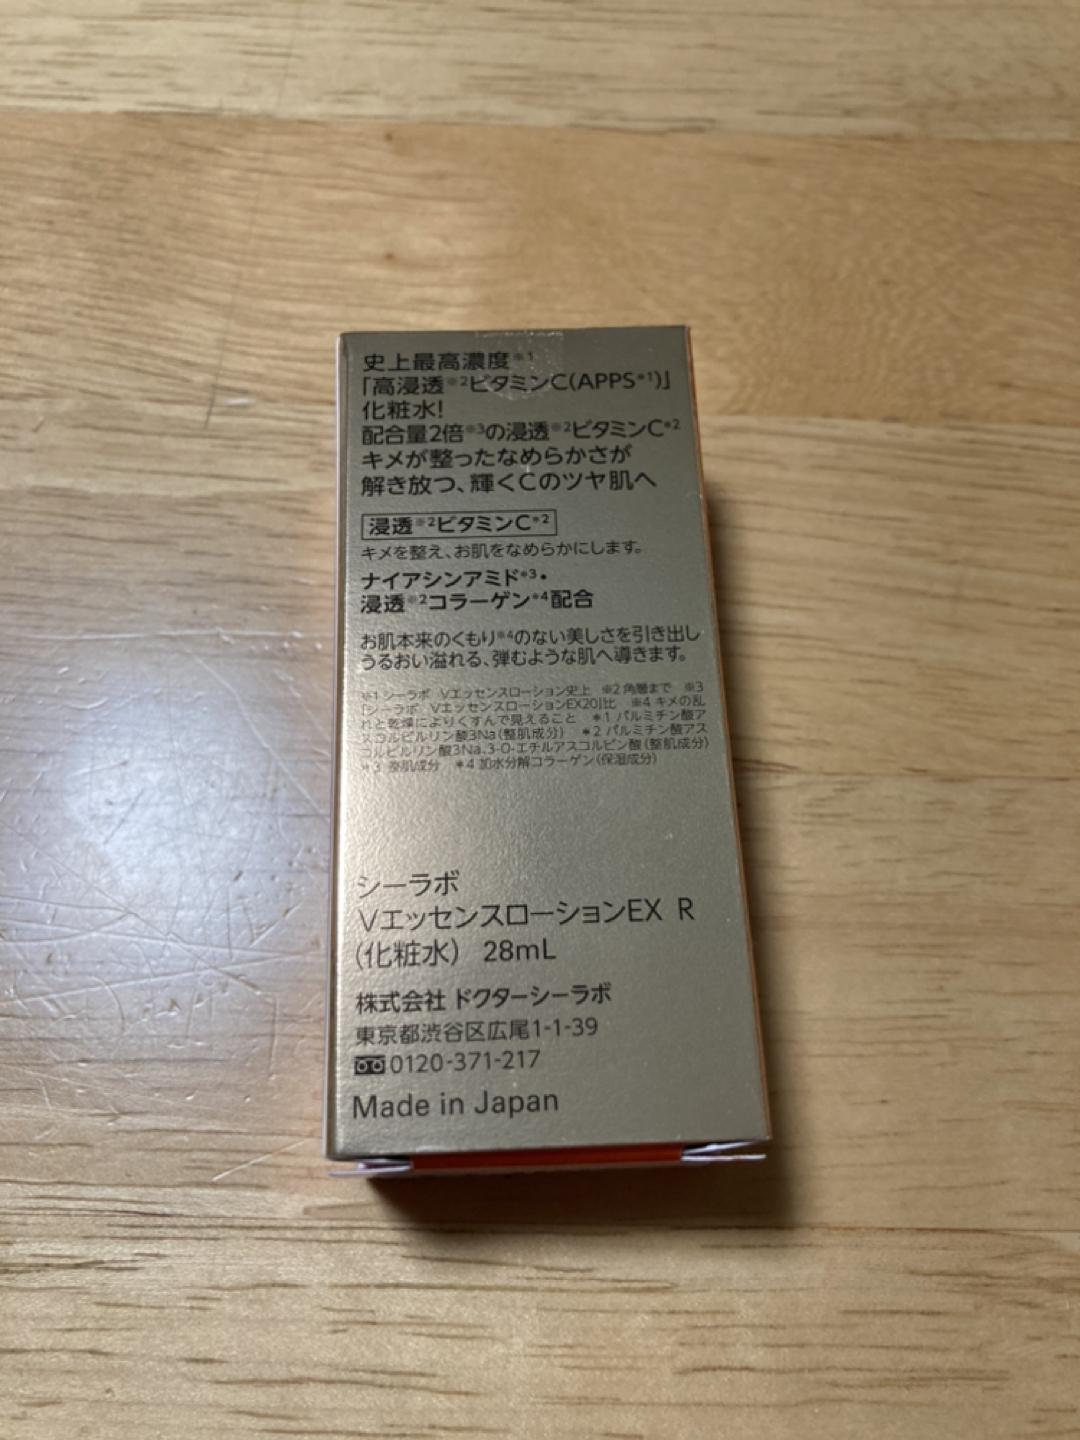 史上最高濃度※1
「高浸透※2ビタミンC(APPS*1)」
化粧水!
配合量2倍※3の浸透※2ビタミンC*2
キメが整ったなめらかさが
解き放つ、輝くCのツヤ肌へ
浸透※2ビタミンC*2
キメを整え、お肌をなめらかにします。
ナイアシンアミド*3・
浸透※2コラーゲン*4配合
お肌本来のくもり※4のない美しさを引き出し
うるおい溢れる、弾むような肌へ導きます。
※1 シーラボ Vエッセンスローション史上 ※2 角層まで ※3
「シーラボ VエッセンスローションEX20」比 ※4 キメの乱
れと乾燥によりくすんで見えること *1 パルミチン酸ア
スコルビルリン酸3Na(整肌成分) *2 パルミチン酸アス
コルビルリン酸3Na、3-O-エチルアスコルビン酸(整肌成分)
*3 整肌成分 *4 加水分解コラーゲン(保湿成分)
シーラボ
VエッセンスローションEX R
(化粧水) 28mL
株式会社 ドクターシーラボ
東京都渋谷区広尾1-1-39
0120-371-217
Made in Japan